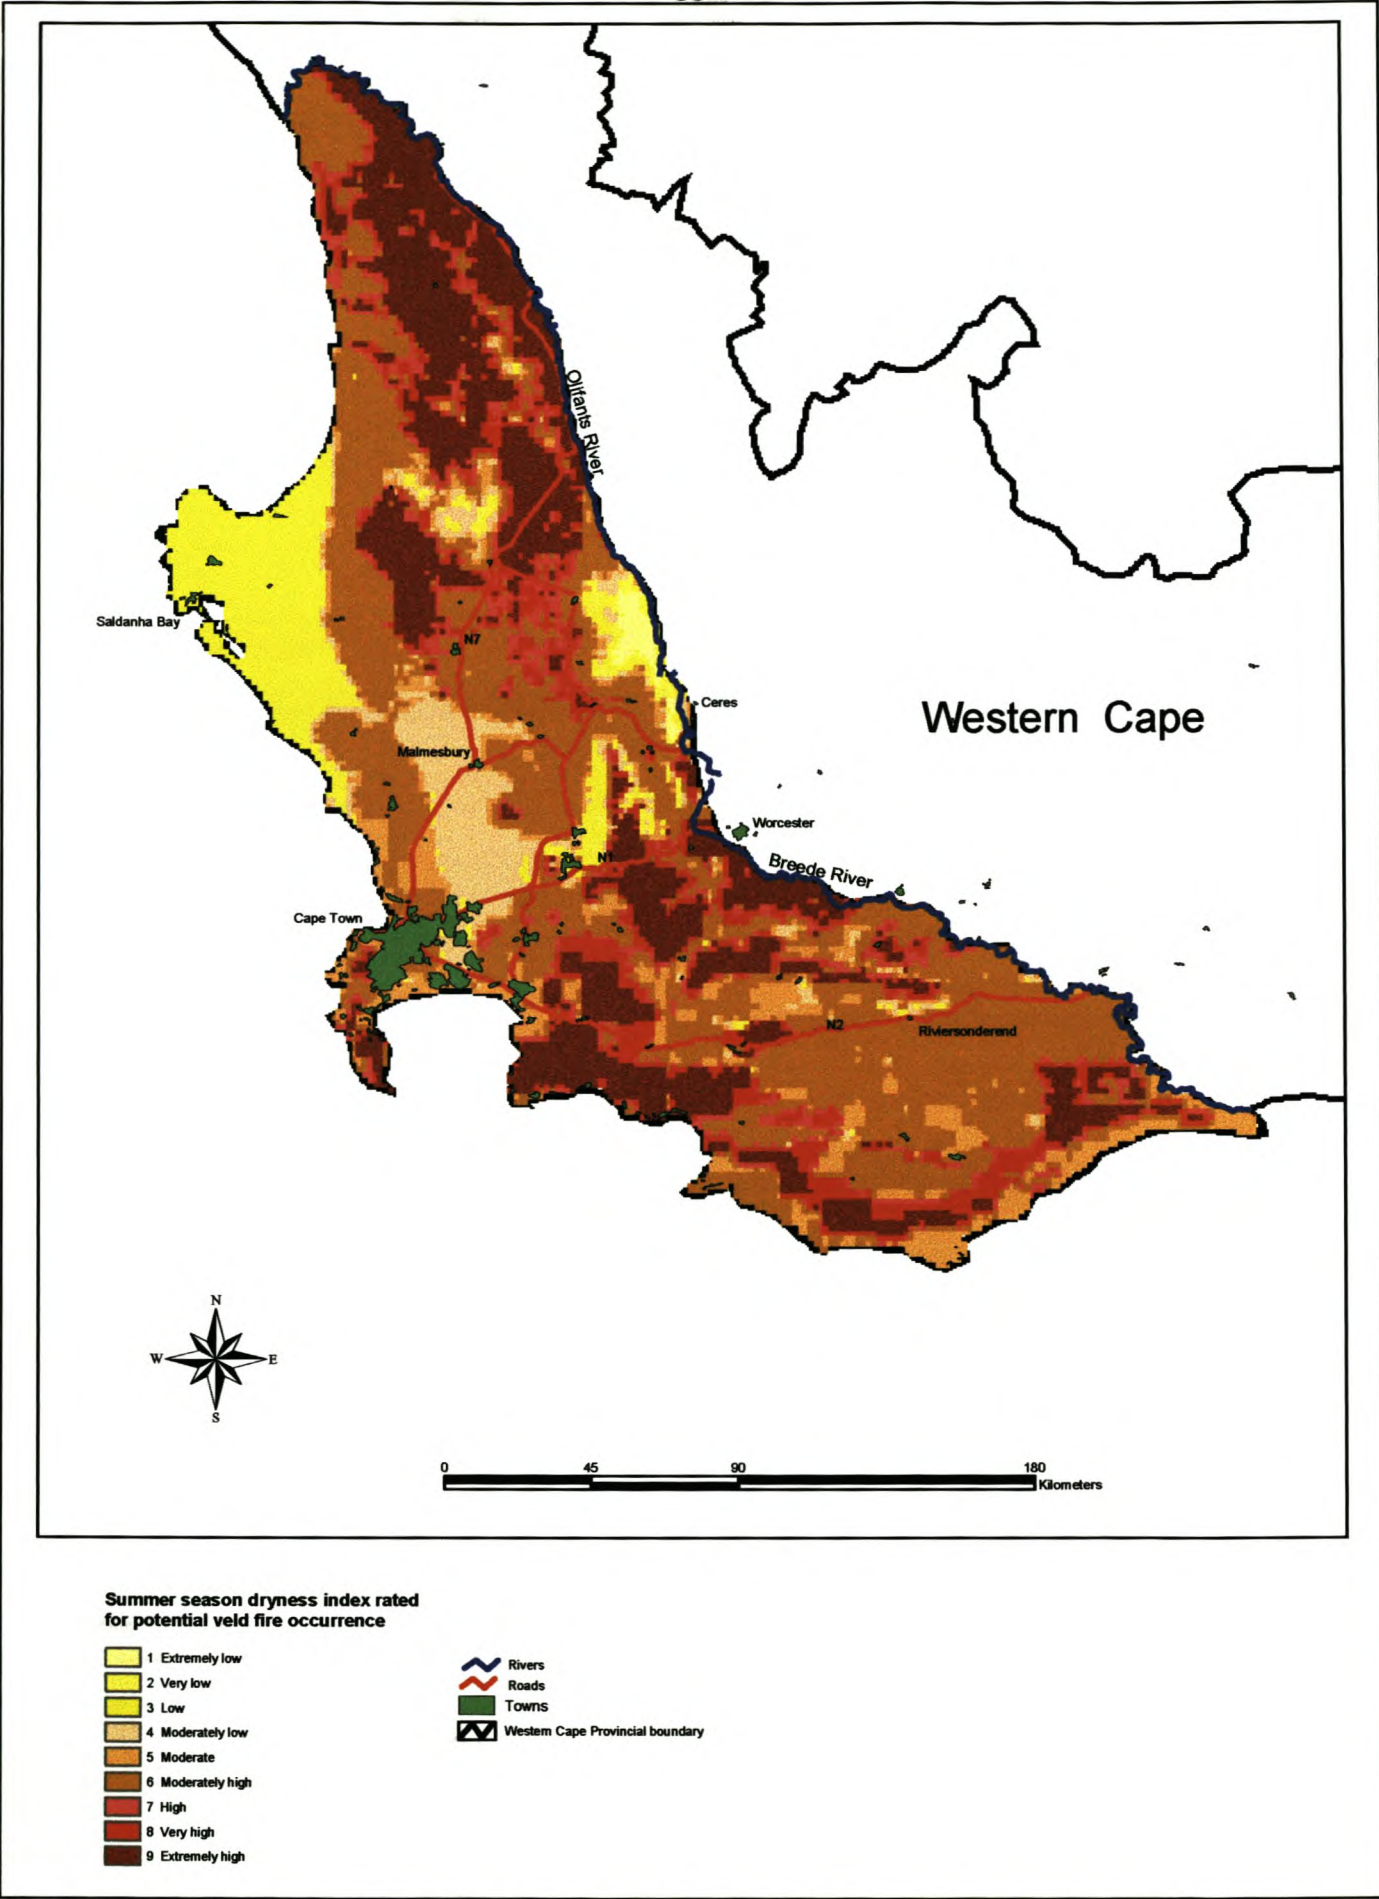 Olifants River
Saldanha Bay
N7
Ceres
Western Cape
Malmesbury
Worcester
N1
Breede River
Cape Town
N2
Riviersonderend
N
W E
S
0 45 90 180
Kilometers
Summer season dryness index rated
for potential veld fire occurrence
1 Extremely low
2 Very low
3 Low
4 Moderately low
5 Moderate
6 Moderately high
7 High
8 Very high
9 Extremely high
Rivers
Roads
Towns
Western Cape Provincial boundary